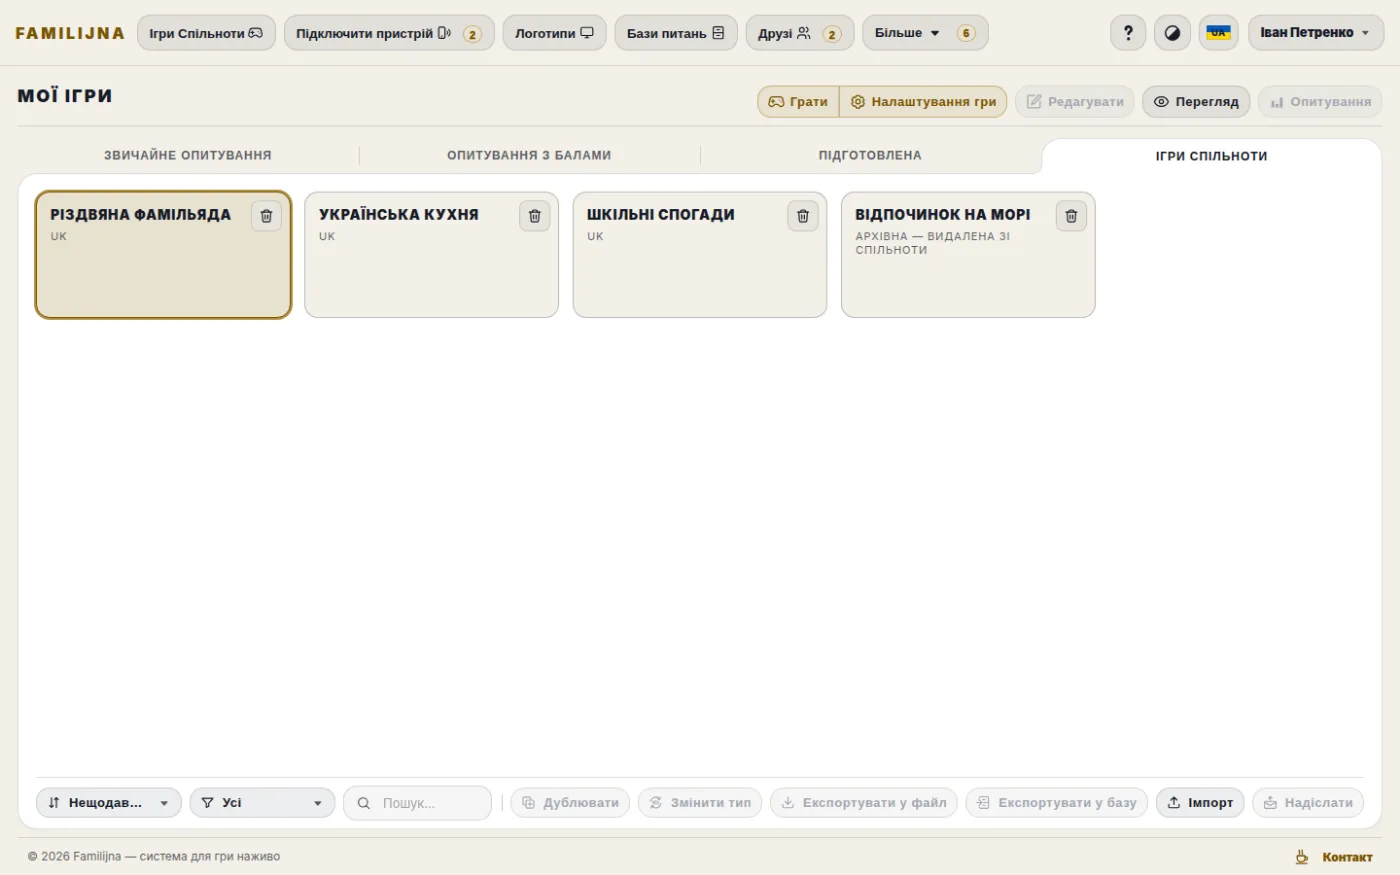 FAMILIJNA
Ігри Спільноти
Підключити пристрій 2
Логотипи
Бази питань
Друзі 2
Більше 6
?
UA
Іван Петренко
МОЇ ІГРИ
Грати
Налаштування гри
Редагувати
Перегляд
Опитування
ЗВИЧАЙНЕ ОПИТУВАННЯ
ОПИТУВАННЯ З БАЛАМИ
ПІДГОТОВЛЕНА
ІГРИ СПІЛЬНОТИ
РІЗДВЯНА ФАМІЛЬЯДА
UK
УКРАЇНСЬКА КУХНЯ
UK
ШКІЛЬНІ СПОГАДИ
UK
ВІДПОЧИНОК НА МОРІ
АРХІВНА — ВИДАЛЕНА ЗІ
СПІЛЬНОТИ
Нещодав...
Усі
Пошук...
Дублювати
Змінити тип
Експортувати у файл
Експортувати у базу
Імпорт
Надіслати
© 2026 Familijna — система для гри наживо
Контакт